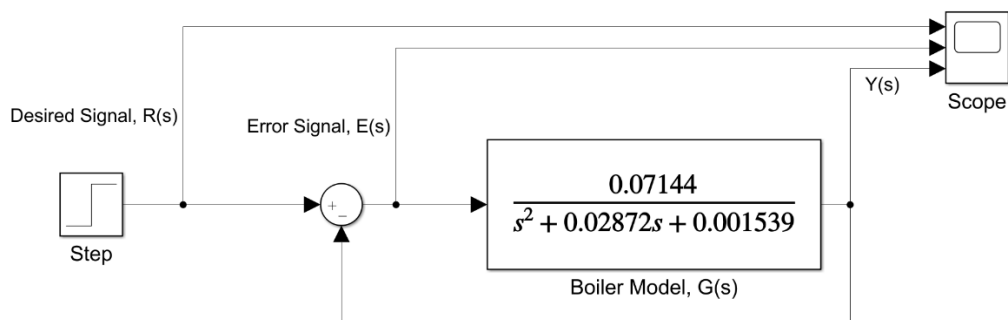 Y(s)
Scope
Desired Signal, R(s)
Error Signal, E(s)
Step
+
−
0.07144
s² + 0.02872s + 0.001539
Boiler Model, G(s)